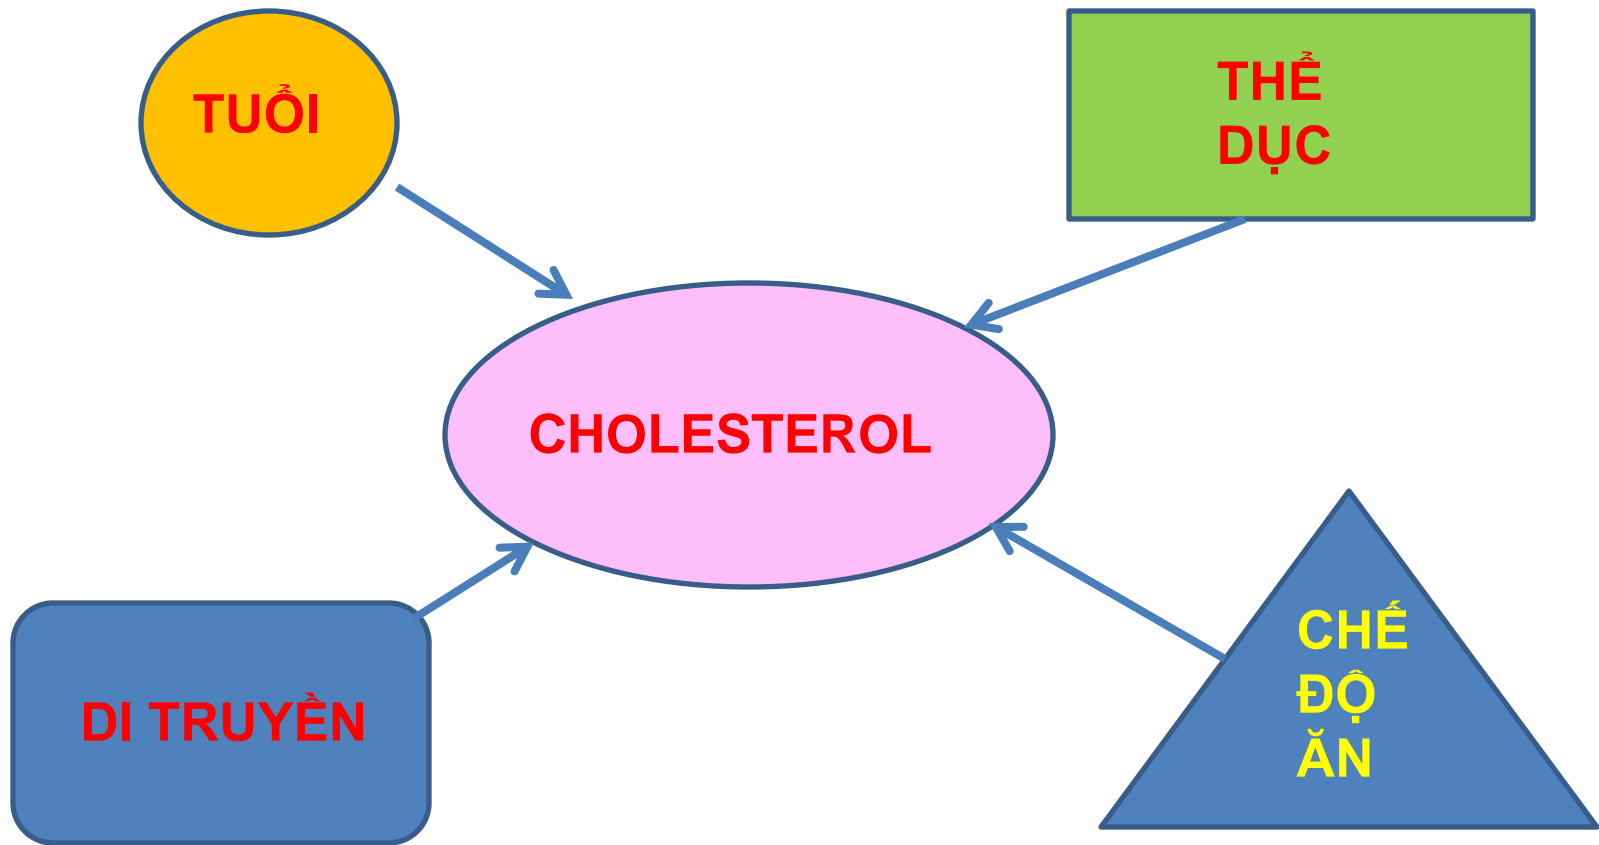 TUỔI
THỂ
DỤC
CHOLESTEROL
DI TRUYỀN
CHẾ
ĐỘ
ĂN